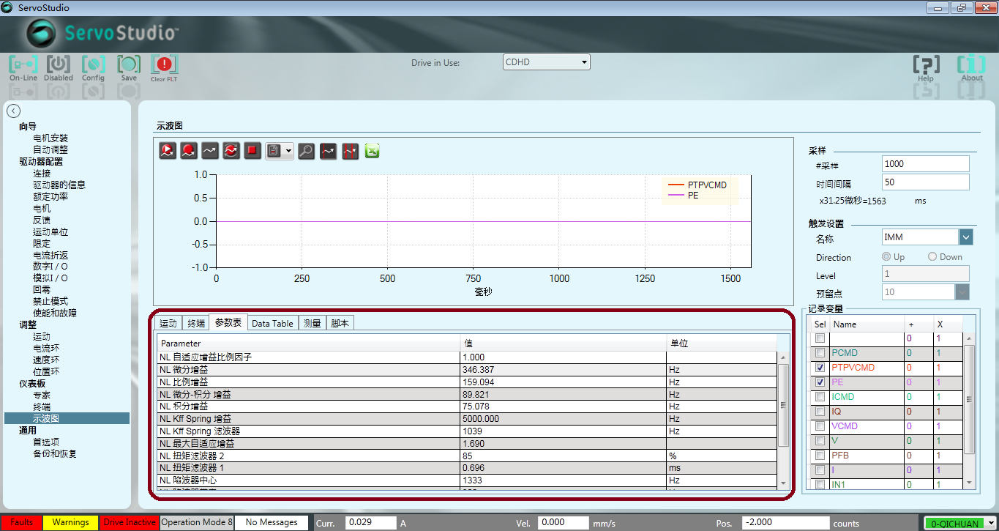 ServoStudio
ServoStudio™
On-Line Disabled Config Save Clear FLT
Drive in Use: CDHD
Help About
向导
电机安装
自动调整
驱动器配置
连接
驱动器的信息
额定功率
电机
反馈
运动单位
限定
电流折返
数字I / O
模拟I / O
回零
禁止模式
使能和故障
调整
运动
电流环
速度环
位置环
仪表板
专家
终端
示波图
通用
首选项
备份和恢复
示波图
PTPVCMD
PE
1.0
0.5
0.0
-0.5
-1.0
0 250 500 750 1000 1250 1500
毫秒
运动 终端 参数表 Data Table 测量 脚本
Parameter 值 单位
NL 自适应增益比例因子 1.000
NL 微分增益 346.387 Hz
NL 比例增益 159.094 Hz
NL 微分-积分 增益 89.821 Hz
NL 积分增益 75.078 Hz
NL Kff Spring 增益 5000.000 Hz
NL Kff Spring 滤波器 1039 Hz
NL 最大自适应增益 1.690
NL 扭矩滤波器 2 85 %
NL 扭矩滤波器 1 0.696 ms
NL 陷波器中心 1333 Hz
采样
#采样 1000
时间间隔 50
x31.25微秒=1563 ms
触发设置
名称 IMM
Direction Up Down
Level 1
预留点 10
记录变量
Sel Name + X
0 1
PCMD 0 1
PTPVCMD 0 1
PE 0 1
ICMD 0 1
IQ 0 1
VCMD 0 1
V 0 1
PFB 0 1
I 0 1
IN1 0 1
Faults Warnings Drive Inactive Operation Mode 8 No Messages Curr. 0.029 A Vel. 0.000 mm/s Pos. -2.000 counts 0-QICHUAN